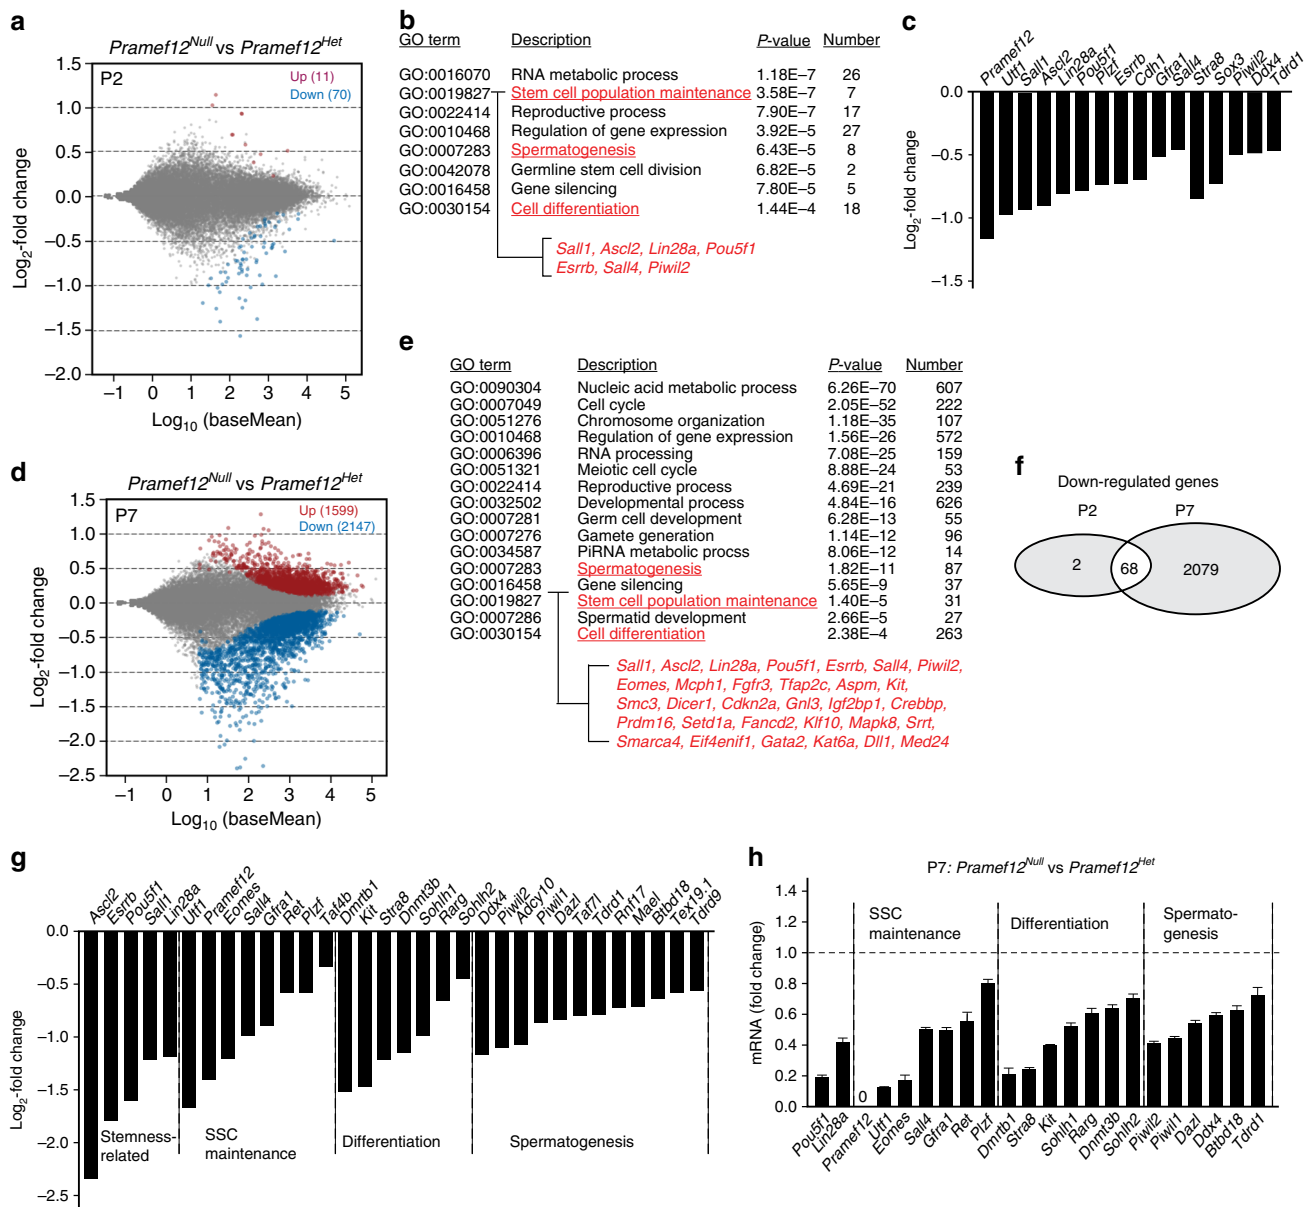 a
Pramef12Null vs Pramef12Het
P2
Up (11)
Down (70)
1.5
1.0
0.5
0.0
−0.5
−1.0
−1.5
−2.0
Log2-fold change
−1 0 1 2 3 4 5
Log10 (baseMean)
b
GO term Description P-value Number
GO:0016070 RNA metabolic process 1.18E–7 26
GO:0019827 Stem cell population maintenance 3.58E–7 7
GO:0022414 Reproductive process 7.90E–7 17
GO:0010468 Regulation of gene expression 3.92E–5 27
GO:0007283 Spermatogenesis 6.43E–5 8
GO:0042078 Germline stem cell division 6.82E–5 2
GO:0016458 Gene silencing 7.80E–5 5
GO:0030154 Cell differentiation 1.44E–4 18
Sall1, Ascl2, Lin28a, Pou5f1
Esrrb, Sall4, Piwil2
c
Pramef12 Utf1 Sall1 Ascl2 Lin28a Pou5f1 Plzf Esrrb Cdh1 Gfra1 Sall4 Stra8 Sox3 Piwil2 Ddx4 Tdrd1
0.0
−0.5
−1.0
−1.5
Log2-fold change
d
Pramef12Null vs Pramef12Het
P7
Up (1599)
Down (2147)
1.5
1.0
0.5
0.0
−0.5
−1.0
−1.5
−2.0
−2.5
Log2-fold change
−1 0 1 2 3 4 5
Log10 (baseMean)
e
GO term Description P-value Number
GO:0090304 Nucleic acid metabolic process 6.26E–70 607
GO:0007049 Cell cycle 2.05E–52 222
GO:0051276 Chromosome organization 1.18E–35 107
GO:0010468 Regulation of gene expression 1.56E–26 572
GO:0006396 RNA processing 7.08E–25 159
GO:0051321 Meiotic cell cycle 8.88E–24 53
GO:0022414 Reproductive process 4.69E–21 239
GO:0032502 Developmental process 4.84E–16 626
GO:0007281 Germ cell development 6.28E–13 55
GO:0007276 Gamete generation 1.14E–12 96
GO:0034587 PiRNA metabolic procss 8.06E–12 14
GO:0007283 Spermatogenesis 1.82E–11 87
GO:0016458 Gene silencing 5.65E–9 37
GO:0019827 Stem cell population maintenance 1.40E–5 31
GO:0007286 Spermatid development 2.66E–5 27
GO:0030154 Cell differentiation 2.38E–4 263
Sall1, Ascl2, Lin28a, Pou5f1, Esrrb, Sall4, Piwil2,
Eomes, Mcph1, Fgfr3, Tfap2c, Aspm, Kit,
Smc3, Dicer1, Cdkn2a, Gnl3, Igf2bp1, Crebbp,
Prdm16, Setd1a, Fancd2, Klf10, Mapk8, Srrt,
Smarca4, Eif4enif1, Gata2, Kat6a, Dll1, Med24
f
Down-regulated genes
P2 P7
2 68 2079
g
Ascl2 Esrrb Pou5f1 Sall1 Lin28a Utf1 Pramef12 Eomes Sall4 Gfra1 Ret Plzf Taf4b Dmrtb1 Kit Stra8 Dnmt3b Sohlh1 Rarg Sohlh2 Ddx4 Piwil2 Adcy10 Piwil1 Dazl Taf7l Tdrd1 Rnf17 Mael Btbd18 Tex19.1 Tdrd9
0.0
−0.5
−1.0
−1.5
−2.0
−2.5
Log2-fold change
Stemness-
related
SSC
maintenance
Differentiation
Spermatogenesis
h
P7: Pramef12Null vs Pramef12Het
1.4
1.2
1.0
0.8
0.6
0.4
0.2
0.0
mRNA (fold change)
SSC
maintenance
Differentiation
Spermato-
genesis
0
Pou5f1 Lin28a Pramef12 Utf1 Eomes Sall4 Gfra1 Ret Plzf Dmrtb1 Stra8 Kit Sohlh1 Rarg Dnmt3b Sohlh2 Piwil2 Piwil1 Dazl Ddx4 Btbd18 Tdrd1